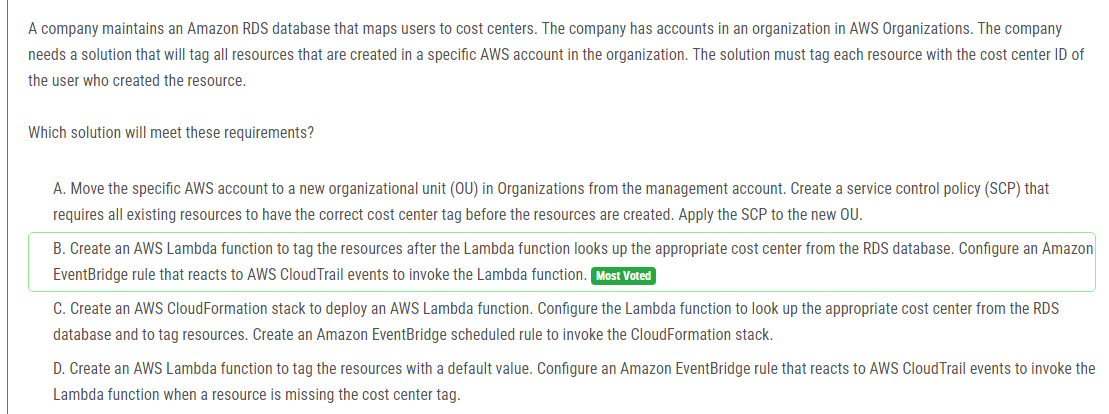 A company maintains an Amazon RDS database that maps users to cost centers. The company has accounts in an organization in AWS Organizations. The company
needs a solution that will tag all resources that are created in a specific AWS account in the organization. The solution must tag each resource with the cost center ID of
the user who created the resource.
Which solution will meet these requirements?
A. Move the specific AWS account to a new organizational unit (OU) in Organizations from the management account. Create a service control policy (SCP) that
requires all existing resources to have the correct cost center tag before the resources are created. Apply the SCP to the new OU.
B. Create an AWS Lambda function to tag the resources after the Lambda function looks up the appropriate cost center from the RDS database. Configure an Amazon
EventBridge rule that reacts to AWS CloudTrail events to invoke the Lambda function. Most Voted
C. Create an AWS CloudFormation stack to deploy an AWS Lambda function. Configure the Lambda function to look up the appropriate cost center from the RDS
database and to tag resources. Create an Amazon EventBridge scheduled rule to invoke the CloudFormation stack.
D. Create an AWS Lambda function to tag the resources with a default value. Configure an Amazon EventBridge rule that reacts to AWS CloudTrail events to invoke the
Lambda function when a resource is missing the cost center tag.